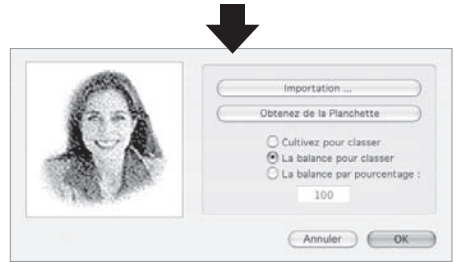 Importation ...
Obtenez de la Planchette
Cultivez pour classer
La balance pour classer
La balance par pourcentage :
100
Annuler
OK